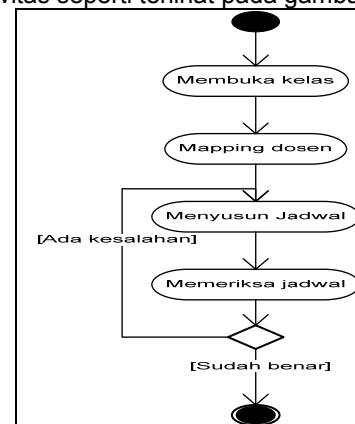 Membuka kelas
Mapping dosen
Menyusun Jadwal
[Ada kesalahan]
Memeriksa jadwal
[Sudah benar]